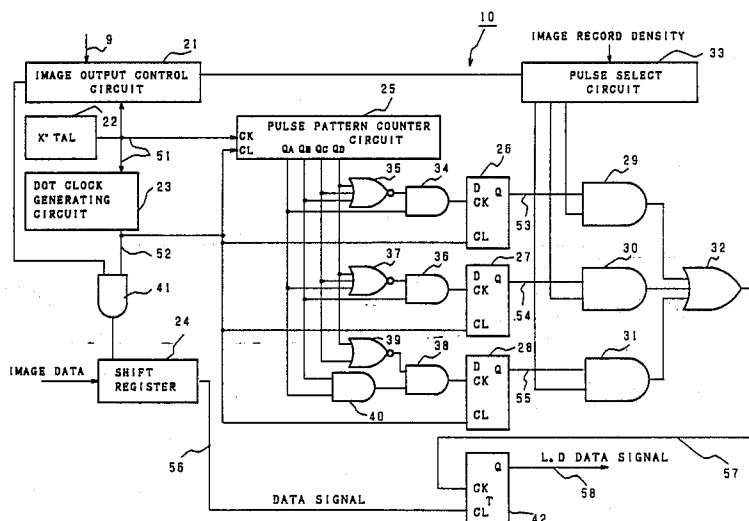 10
IMAGE RECORD DENSITY
9
21
33
IMAGE OUTPUT CONTROL
CIRCUIT
PULSE SELECT
CIRCUIT
22
25
X'TAL
51
CK
CL
PULSE PATTERN COUNTER
CIRCUIT
QA QB QC QD
35
34
26
29
DOT CLOCK
GENERATING
CIRCUIT
23
D Q
CK
CL
53
52
37
36
27
30
32
41
D Q
CK
CL
54
39
38
28
31
24
IMAGE DATA
SHIFT
REGISTER
40
D Q
CK
CL
55
56
57
L.D DATA SIGNAL
58
DATA SIGNAL
Q
CK
T
CL
42